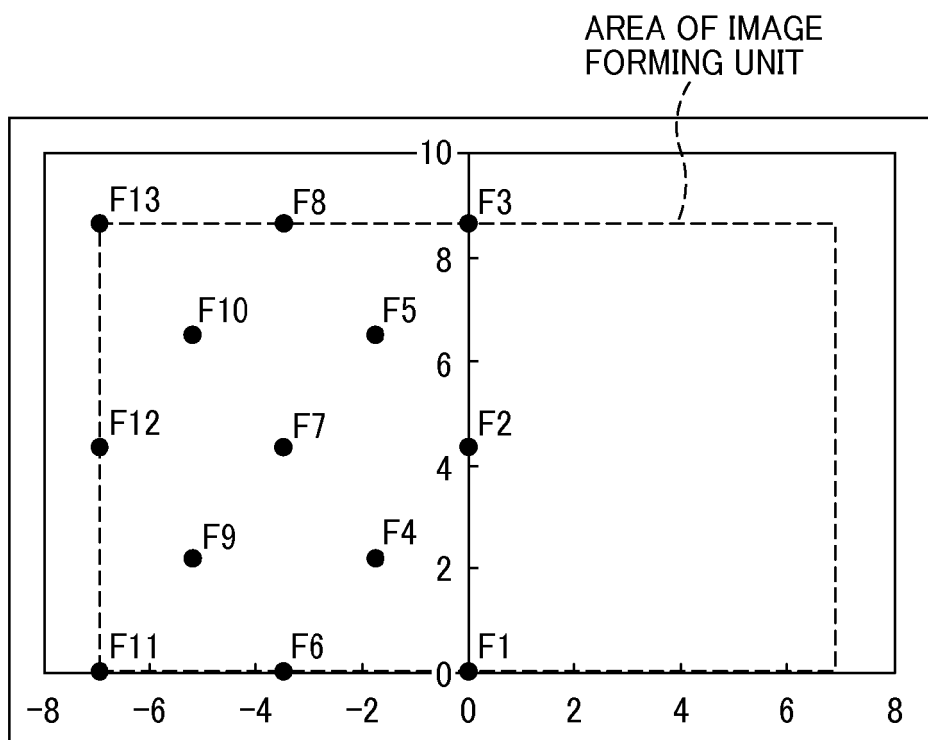 AREA OF IMAGE
FORMING UNIT
10
F13 F8 F3
8
F10 F5
6
F12 F7 F2
4
F9 F4
2
F11 F6 F1
0
-8 -6 -4 -2 0 2 4 6 8